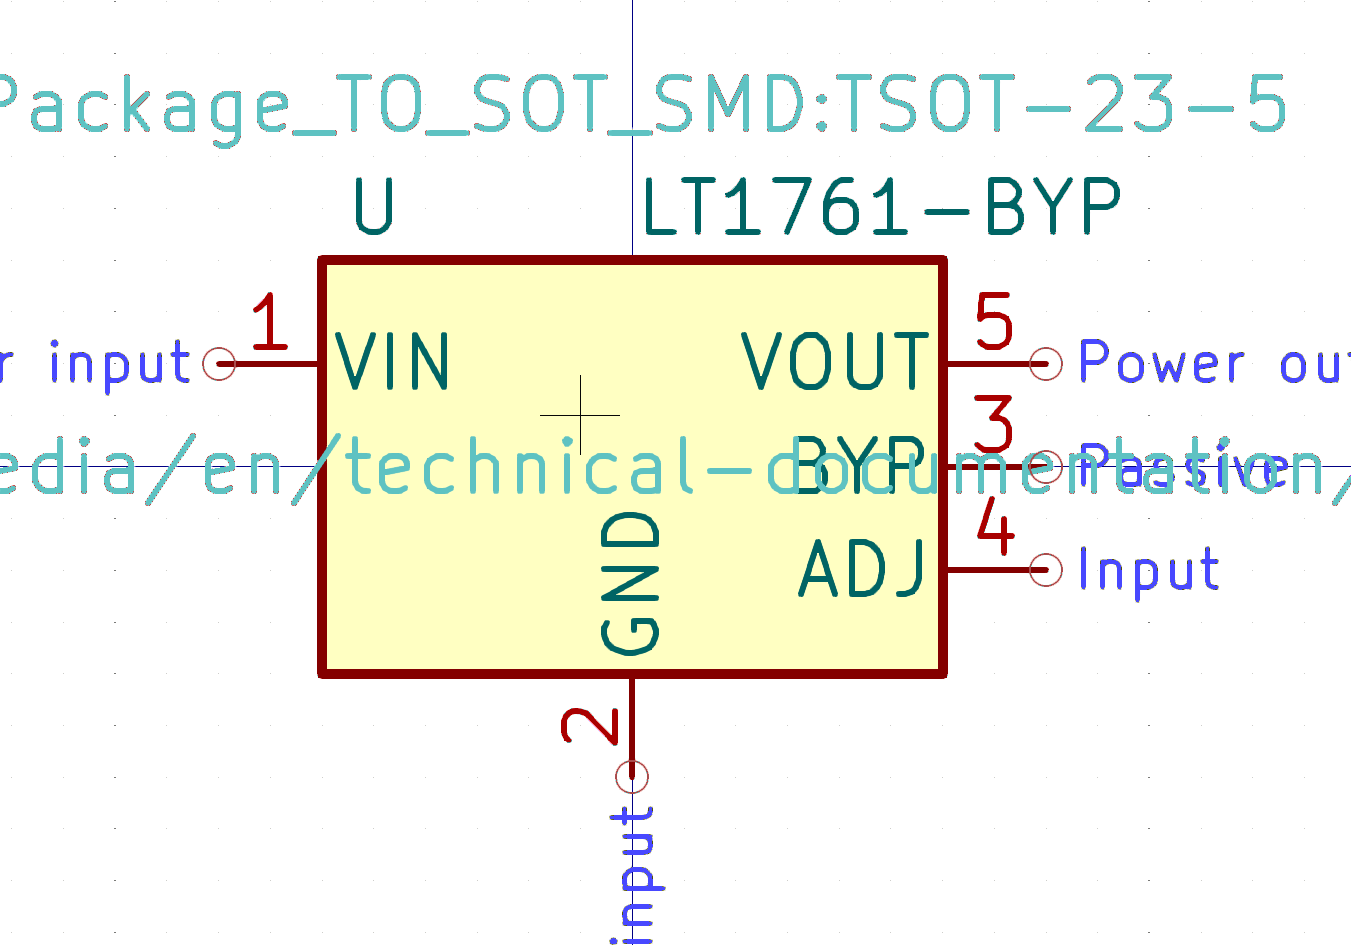 Package_TO_SOT_SMD:TSOT-23-5
U LT1761-BYP
1 5
r input VIN VOUT Power out
3
edia/en/technical-documentation/ BYP Passive
4
ADJ Input
GND
2
input